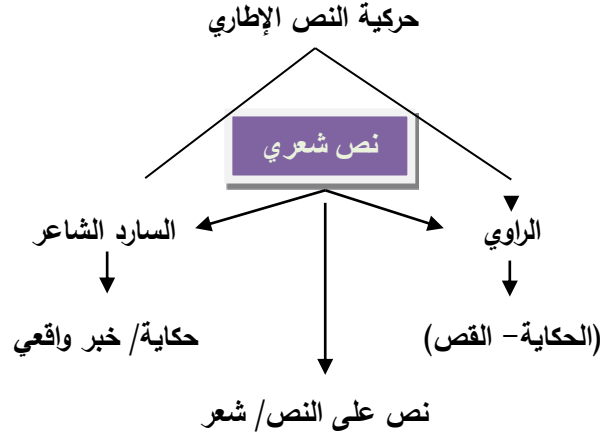 حركية النص الإطاري
نص شعري
الراوي
السارد الشاعر
(الحكاية- القص)
حكاية/ خبر واقعي
نص على النص/ شعر